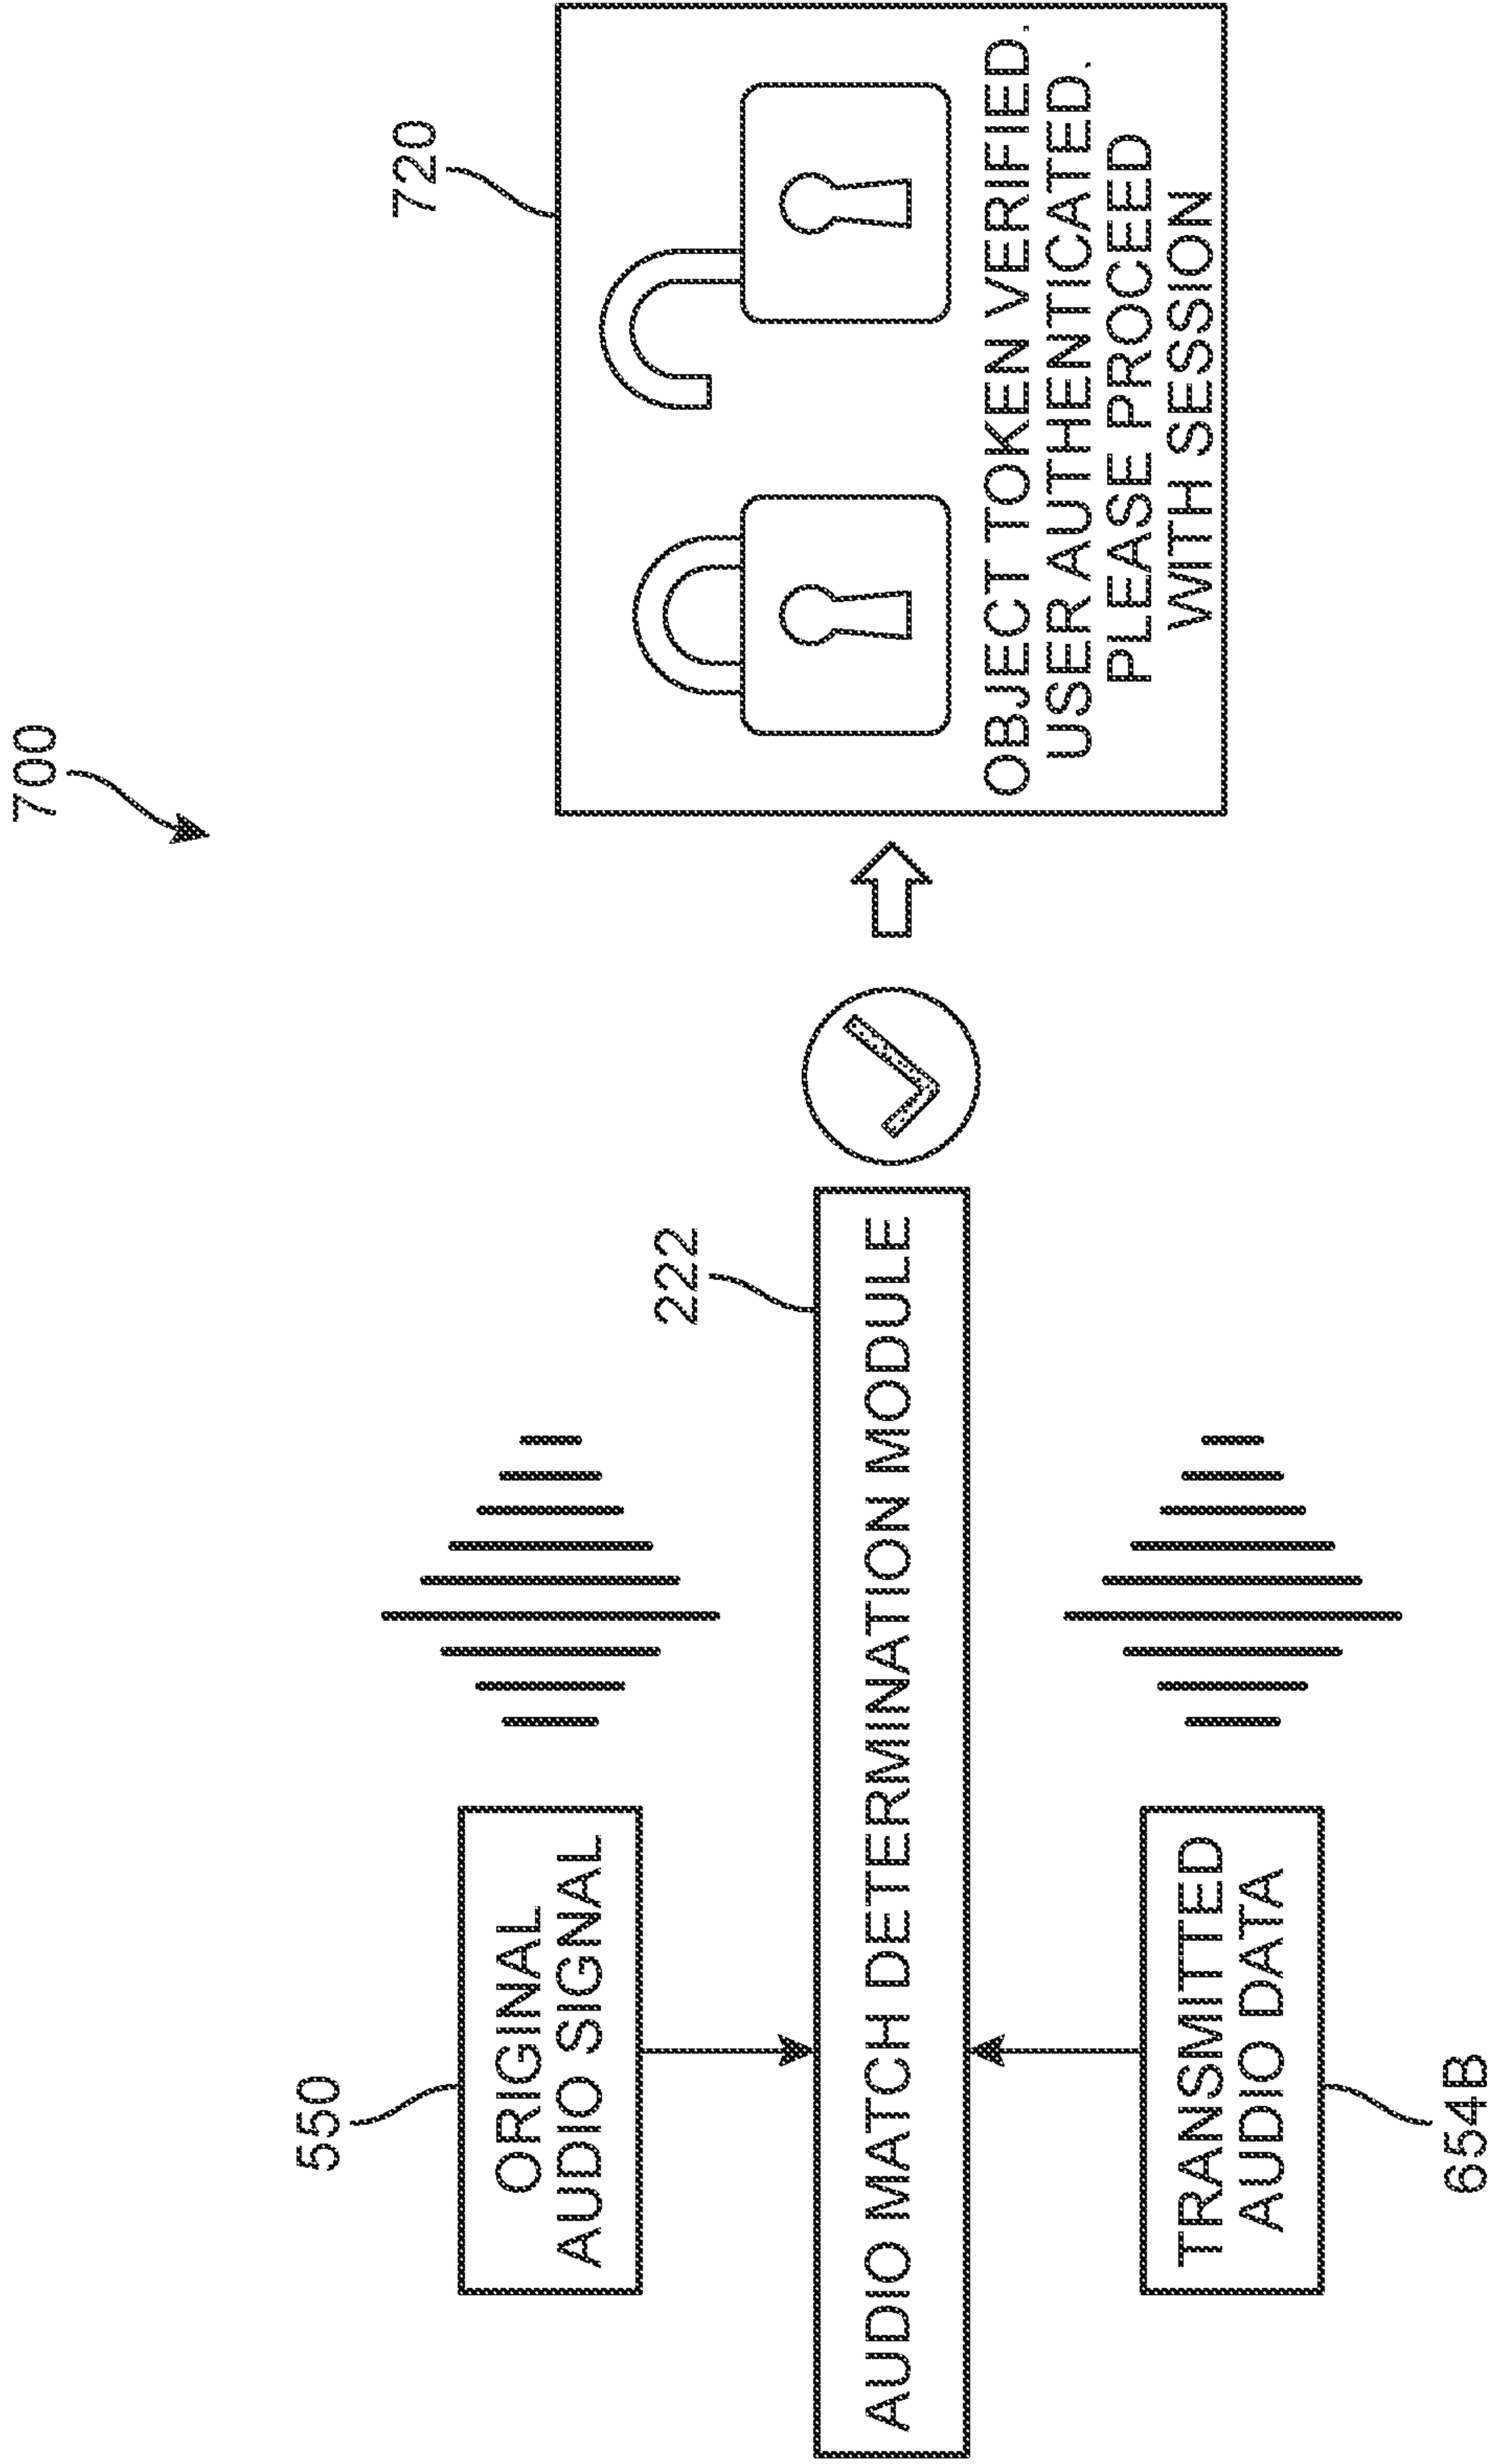 700
550
ORIGINAL
AUDIO SIGNAL
222
AUDIO MATCH DETERMINATION MODULE
TRANSMITTED
AUDIO DATA
654B
720
OBJECT TOKEN VERIFIED.
USER AUTHENTICATED.
PLEASE PROCEED
WITH SESSION